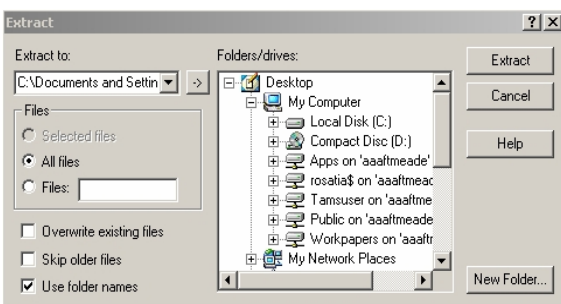 Extract
Extract to:
C:\Documents and Settin
->
Files
Selected files
All files
Files:
Overwrite existing files
Skip older files
Use folder names
Folders/drives:
Desktop
My Computer
Local Disk (C:)
Compact Disc (D:)
Apps on 'aaaftmeade'
rosatia$ on 'aaaftmeac
Tamsuser on 'aaaftme
Public on 'aaaftmeade
Workpapers on 'aaaftr
My Network Places
Extract
Cancel
Help
New Folder...